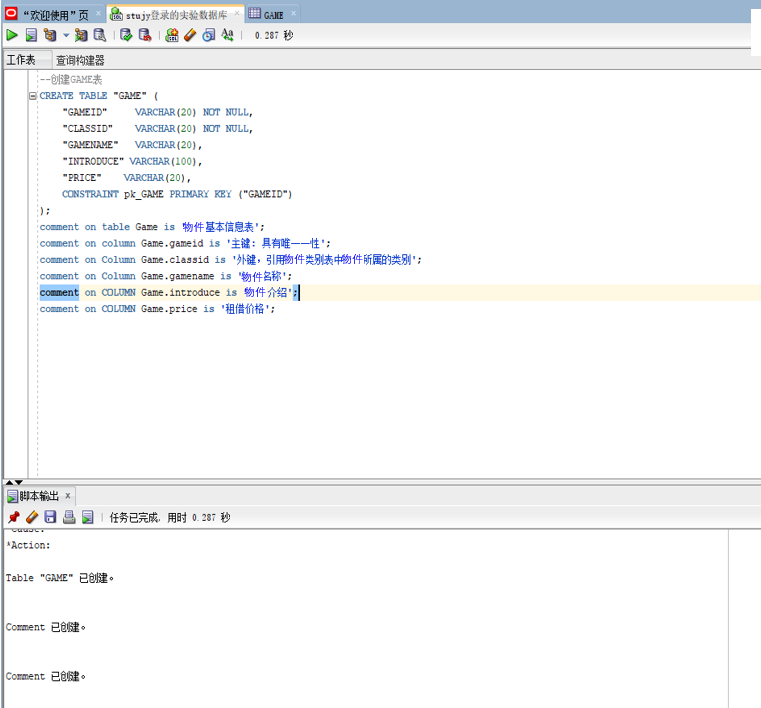 “欢迎使用”页 stujy登录的实验数据库 GAME
0.287 秒
工作表 查询构建器
--创建GAME表
CREATE TABLE "GAME" (
"GAMEID" VARCHAR(20) NOT NULL,
"CLASSID" VARCHAR(20) NOT NULL,
"GAMENAME" VARCHAR(20),
"INTRODUCE" VARCHAR(100),
"PRICE" VARCHAR(20),
CONSTRAINT pk_GAME PRIMARY KEY ("GAMEID")
);
comment on table Game is '物件基本信息表';
comment on column Game.gameid is '主键: 具有唯一一性';
comment on Column Game.classid is '外键，引用物件类别表中物件所属的类别';
comment on Column Game.gamename is '物件名称';
comment on COLUMN Game.introduce is '物件介绍';
comment on COLUMN Game.price is '租借价格';
脚本输出 x
任务已完成, 用时 0.287 秒
*Cause:
*Action:
Table "GAME" 已创建。
Comment 已创建。
Comment 已创建。